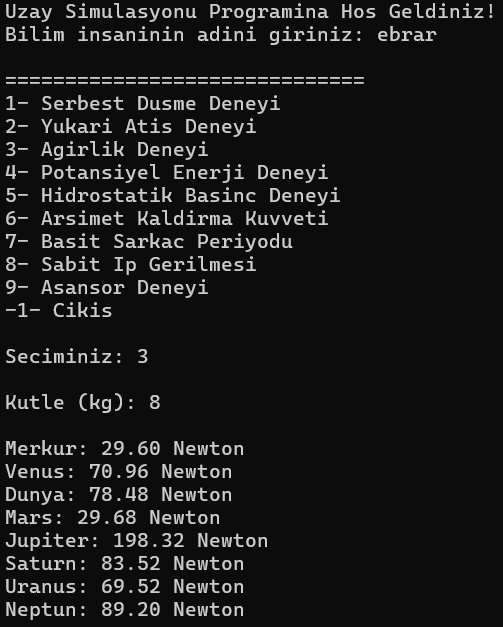 Uzay Simulasyonu Programina Hos Geldiniz!
Bilim insaninin adini giriniz: ebrar
==============================
1- Serbest Dusme Deneyi
2- Yukari Atis Deneyi
3- Agirlik Deneyi
4- Potansiyel Enerji Deneyi
5- Hidrostatik Basinc Deneyi
6- Arsimet Kaldirma Kuvveti
7- Basit Sarkac Periyodu
8- Sabit Ip Gerilmesi
9- Asansor Deneyi
-1- Cikis
Seciminiz: 3
Kutle (kg): 8
Merkur: 29.60 Newton
Venus: 70.96 Newton
Dunya: 78.48 Newton
Mars: 29.68 Newton
Jupiter: 198.32 Newton
Saturn: 83.52 Newton
Uranus: 69.52 Newton
Neptun: 89.20 Newton